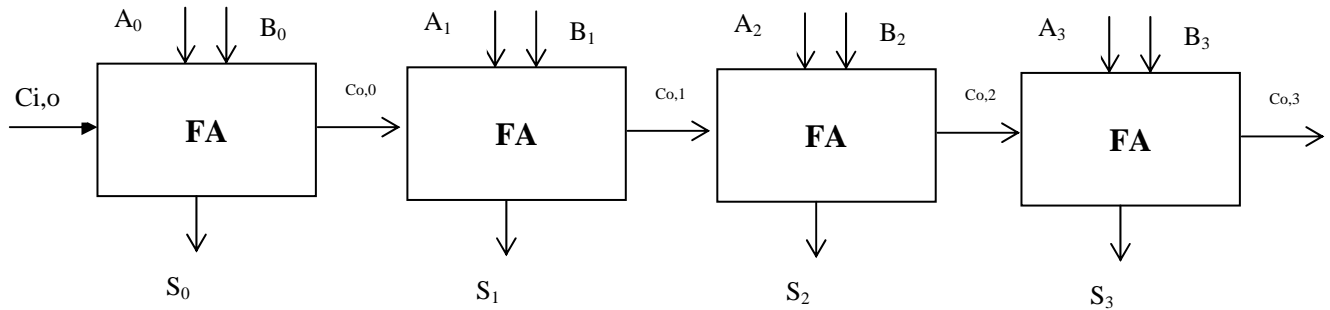 A0 B0 A1 B1 A2 B2 A3 B3
Ci,o FA Co,0 FA Co,1 FA Co,2 FA Co,3
S0 S1 S2 S3